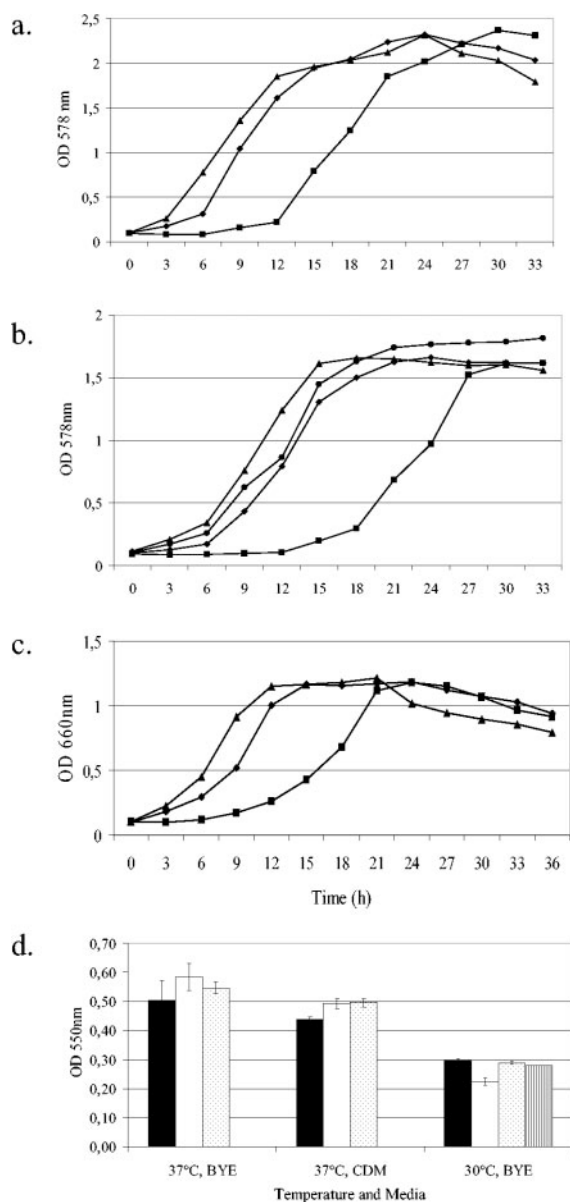 a.
OD 578 nm
2,5
2
1,5
1
0,5
0
0 3 6 9 12 15 18 21 24 27 30 33
b.
OD 578nm
2
1,5
1
0,5
0
0 3 6 9 12 15 18 21 24 27 30 33
c.
OD 660nm
1,5
1
0,5
0
0 3 6 9 12 15 18 21 24 27 30 33 36
Time (h)
d.
OD 550nm
0,70
0,60
0,50
0,40
0,30
0,20
0,10
0,00
37°C, BYE 37°C, CDM 30°C, BYE
Temperature and Media